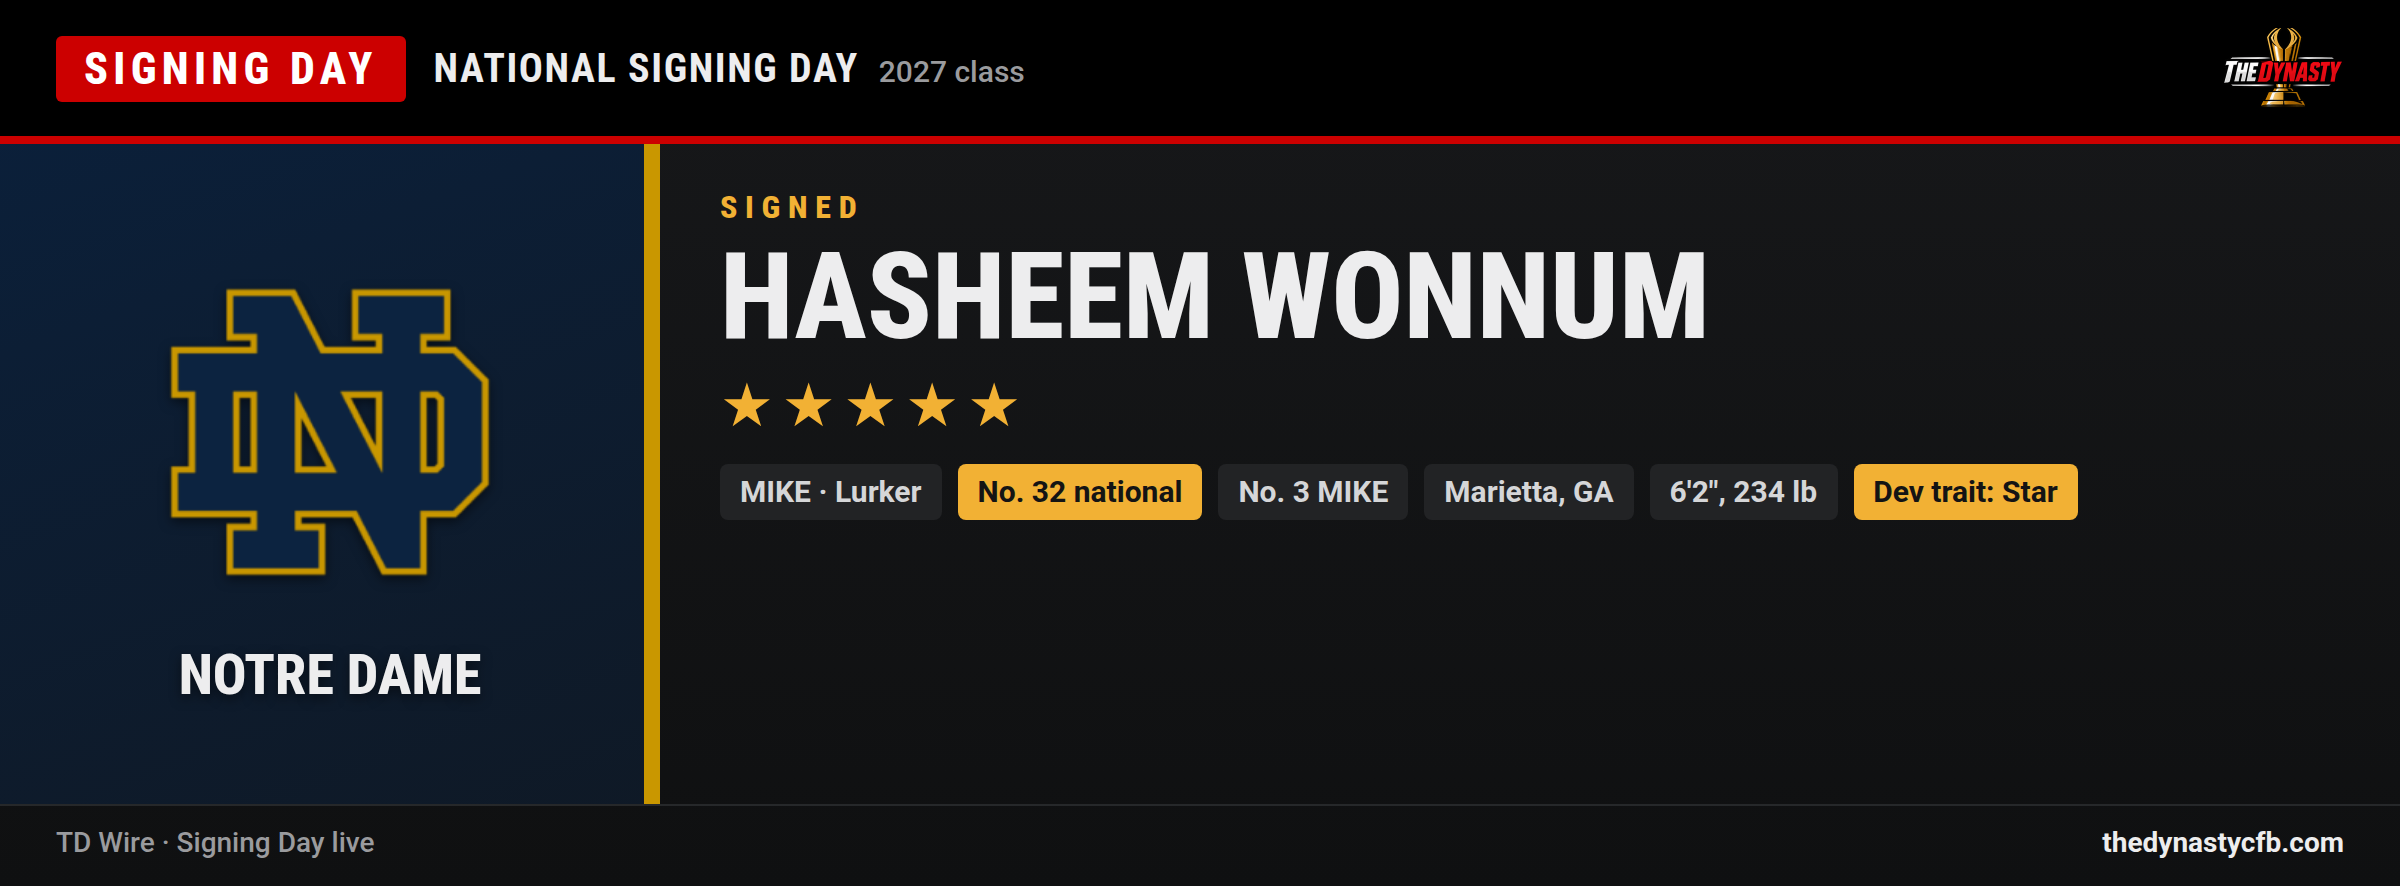 SIGNING DAY NATIONAL SIGNING DAY 2027 class
THE DYNASTY
SIGNED
HASHEEM WONNUM
★★★★★
MIKE · Lurker No. 32 national No. 3 MIKE Marietta, GA 6'2", 234 lb Dev trait: Star
ND
NOTRE DAME
TD Wire · Signing Day live thedynastycfb.com